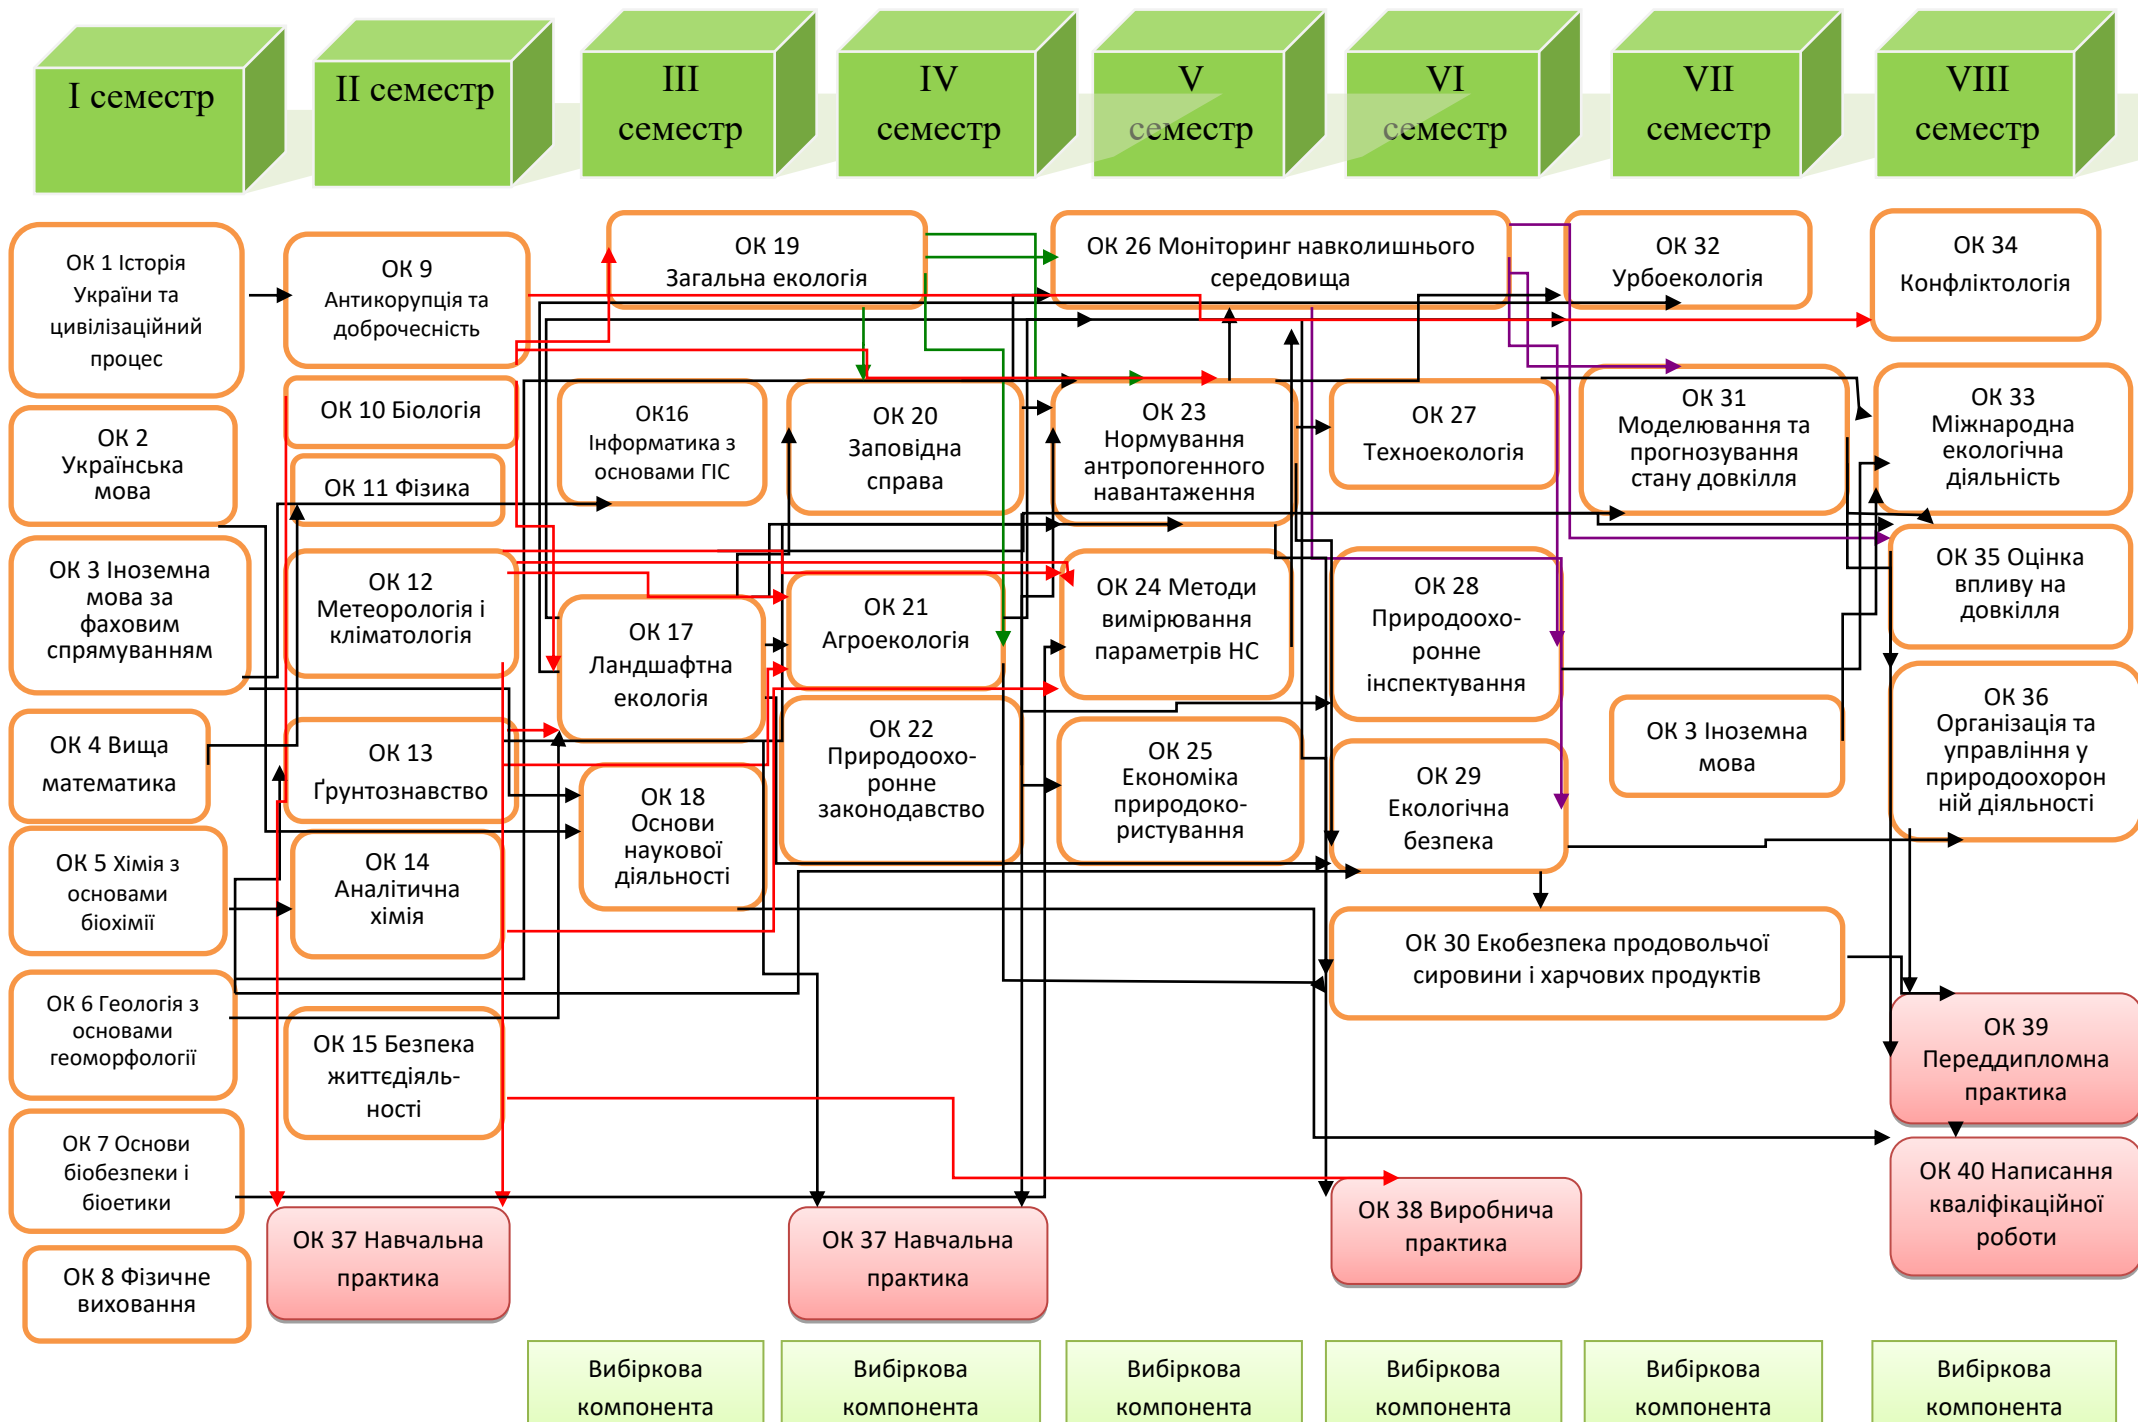 I семестр
II семестр
III
семестр
IV
семестр
V
семестр
VI
семестр
VII
семестр
VIII
семестр
ОК 1 Історія
України та
цивілізаційний
процес
ОК 2
Українська
мова
ОК 3 Іноземна
мова за
фаховим
спрямуванням
ОК 4 Вища
математика
ОК 5 Хімія з
основами
біохімії
ОК 6 Геологія з
основами
геоморфології
ОК 7 Основи
біобезпеки і
біоетики
ОК 8 Фізичне
виховання
ОК 9
Антикорупція та
доброчесність
ОК 10 Біологія
ОК 11 Фізика
ОК 12
Метеорологія і
кліматологія
ОК 13
Ґрунтознавство
ОК 14
Аналітична
хімія
ОК 15 Безпека
життєдіяль-
ності
ОК 37 Навчальна
практика
ОК 19
Загальна екологія
ОК16
Інформатика з
основами ГІС
ОК 17
Ландшафтна
екологія
ОК 18
Основи
наукової
діяльності
ОК 20
Заповідна
справа
ОК 21
Агроекологія
ОК 22
Природоохо-
ронне
законодавство
ОК 37 Навчальна
практика
ОК 26 Моніторинг навколишнього
середовища
ОК 23
Нормування
антропогенного
навантаження
ОК 24 Методи
вимірювання
параметрів НС
ОК 25
Економіка
природоко-
ристування
ОК 27
Техноекологія
ОК 28
Природоохо-
ронне
інспектування
ОК 29
Екологічна
безпека
ОК 30 Екобезпека продовольчої
сировини і харчових продуктів
ОК 38 Виробнича
практика
ОК 32
Урбоекологія
ОК 31
Моделювання та
прогнозування
стану довкілля
ОК 3 Іноземна
мова
ОК 34
Конфліктологія
ОК 33
Міжнародна
екологічна
діяльність
ОК 35 Оцінка
впливу на
довкілля
ОК 36
Організація та
управління у
природоохорон
ній діяльності
ОК 39
Переддипломна
практика
ОК 40 Написання
кваліфікаційної
роботи
Вибіркова
компонента
Вибіркова
компонента
Вибіркова
компонента
Вибіркова
компонента
Вибіркова
компонента
Вибіркова
компонента